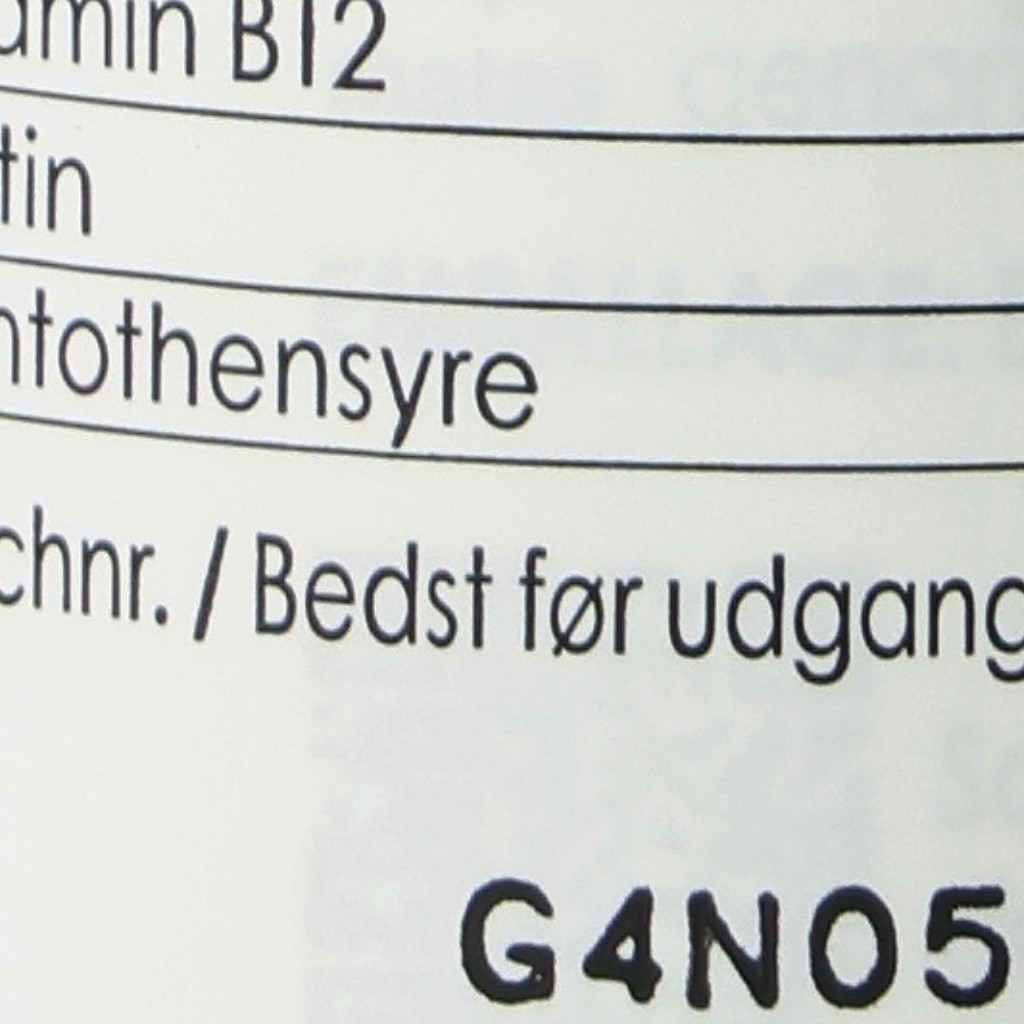 amin B12
tin
ntothensyre
chnr. / Bedst før udgang
G4N05